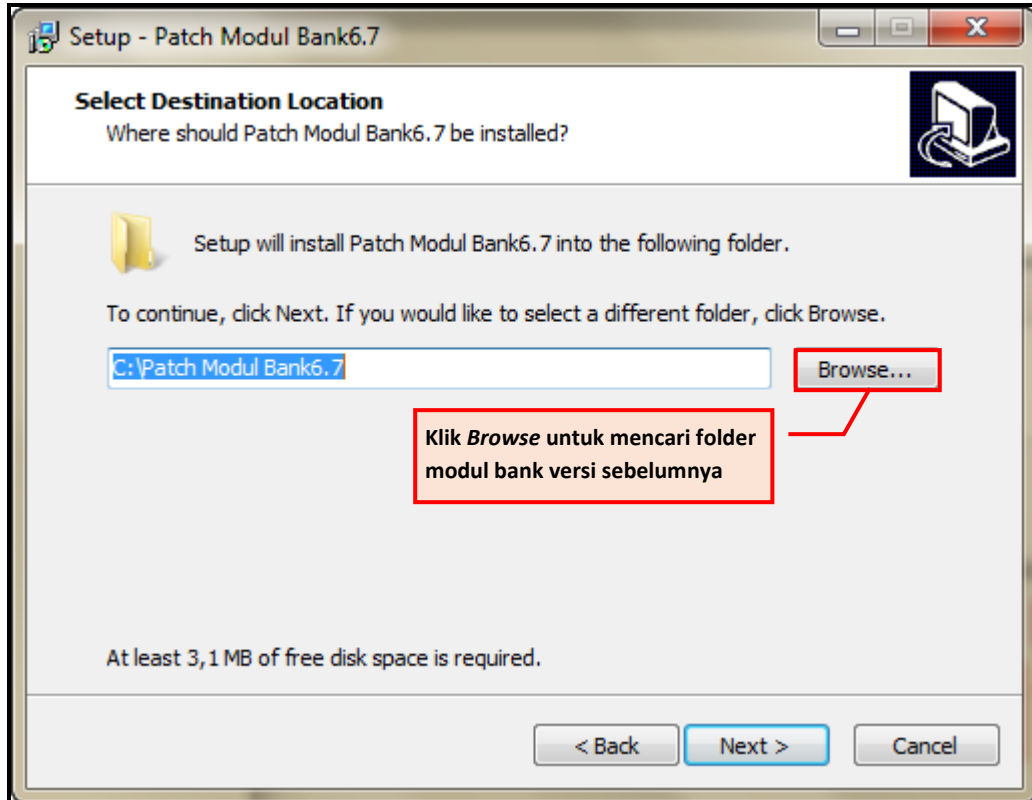 Setup - Patch Modul Bank6.7
Select Destination Location
Where should Patch Modul Bank6.7 be installed?
Setup will install Patch Modul Bank6.7 into the following folder.
To continue, click Next. If you would like to select a different folder, click Browse.
C:\Patch Modul Bank6.7
Browse...
Klik Browse untuk mencari folder
modul bank versi sebelumnya
At least 3,1 MB of free disk space is required.
< Back
Next >
Cancel